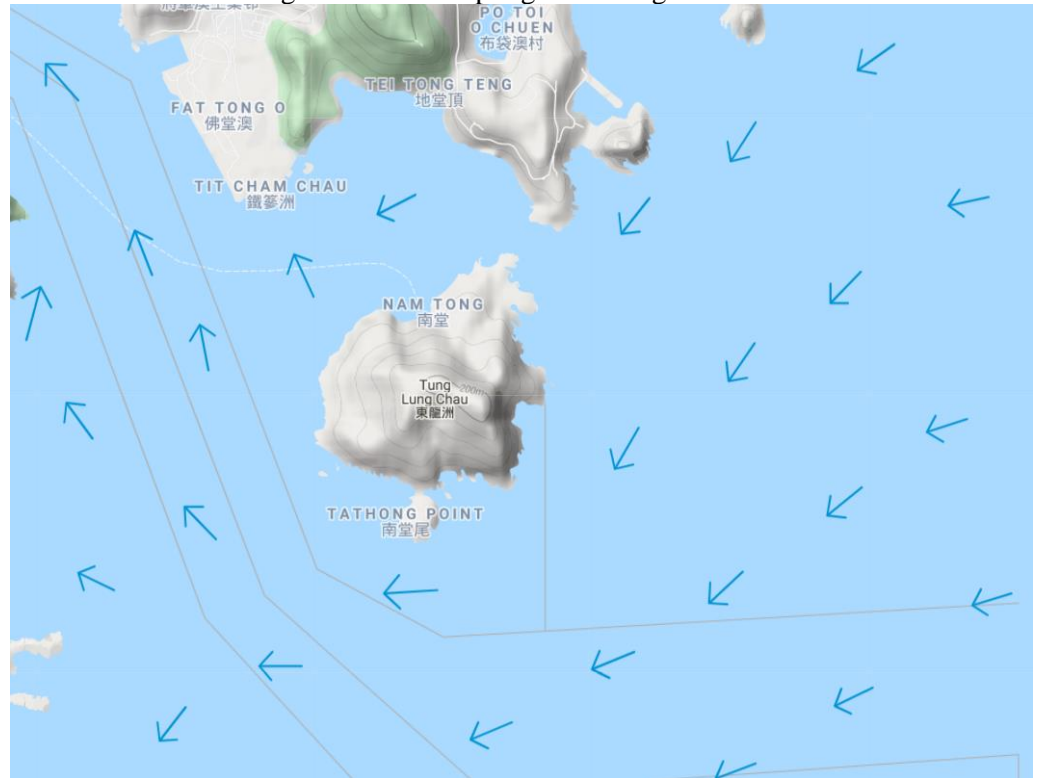 PO TOI
O CHUEN
布袋澳村
TEI TONG TENG
地堂頂
FAT TONG O
佛堂澳
TIT CHAM CHAU
鐵篸洲
NAM TONG
南堂
200m
Tung
Lung Chau
東龍洲
TATHONG POINT
南堂尾